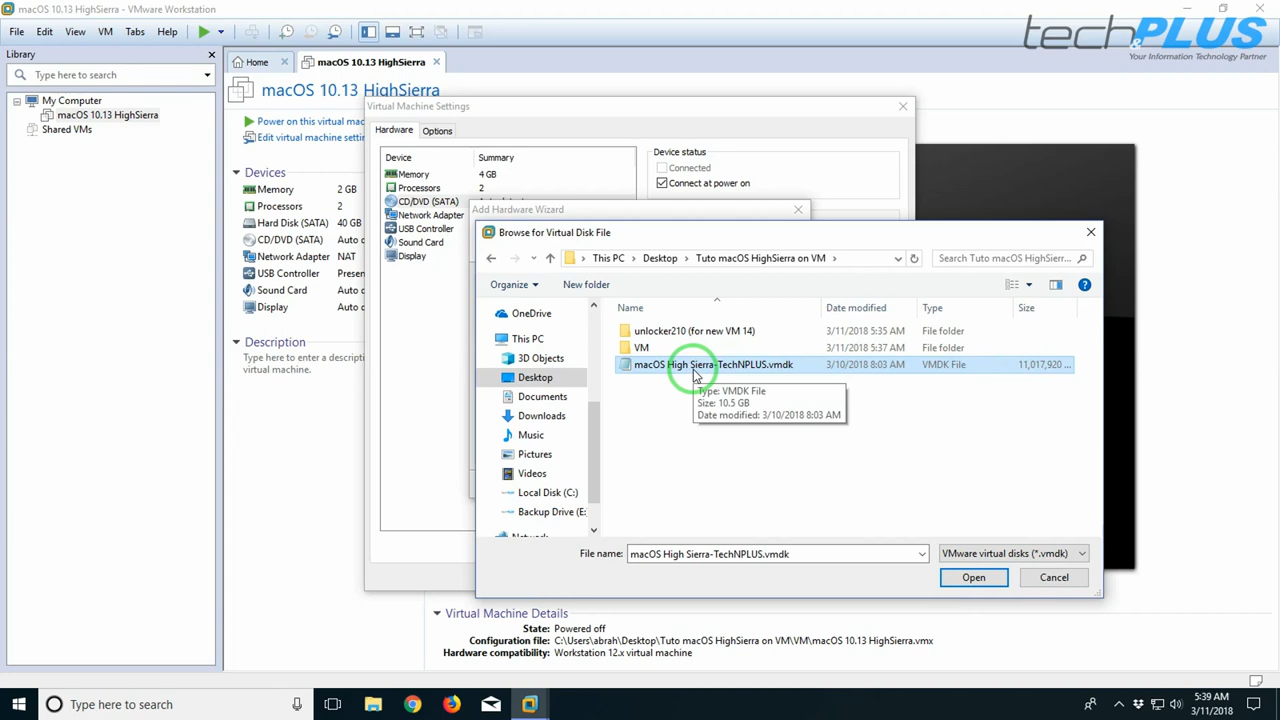 macOS 10.13 HighSierra - VMware Workstation
File Edit View VM Tabs Help
tech&PLUS
Your Information Technology Partner
Library
Type here to search
My Computer
macOS 10.13 HighSierra
Shared VMs
Home
macOS 10.13 HighSierra
macOS 10.13 HighSierra
Power on this virtual mac
Edit virtual machine settin
Devices
Memory 2 GB
Processors 2
Hard Disk (SATA) 40 GB
CD/DVD (SATA) Auto d
Network Adapter NAT
USB Controller Present
Sound Card Auto d
Display Auto d
Description
Type here to enter a descripti
virtual machine.
Virtual Machine Settings
Hardware Options
Device Summary
Memory 4 GB
Processors 2
CD/DVD (SATA)
Network Adapter
USB Controller
Sound Card
Display
Device status
Connected
Connect at power on
Add Hardware Wizard
Browse for Virtual Disk File
This PC Desktop Tuto macOS HighSierra on VM
Search Tuto macOS HighSierr...
Organize New folder
OneDrive
This PC
3D Objects
Desktop
Documents
Downloads
Music
Pictures
Videos
Local Disk (C:)
Backup Drive (E:
Name Date modified Type Size
unlocker210 (for new VM 14) 3/11/2018 5:35 AM File folder
VM 3/11/2018 5:37 AM File folder
macOS High Sierra-TechNPLUS.vmdk 3/10/2018 8:03 AM VMDK File 11,017,920 ...
Type: VMDK File
Size: 10.5 GB
Date modified: 3/10/2018 8:03 AM
File name: macOS High Sierra-TechNPLUS.vmdk VMware virtual disks (*.vmdk)
Open Cancel
Virtual Machine Details
State: Powered off
Configuration file: C:\Users\abrah\Desktop\Tuto macOS HighSierra on VM\VM\macOS 10.13 HighSierra.vmx
Hardware compatibility: Workstation 12.x virtual machine
Type here to search
5:39 AM
3/11/2018